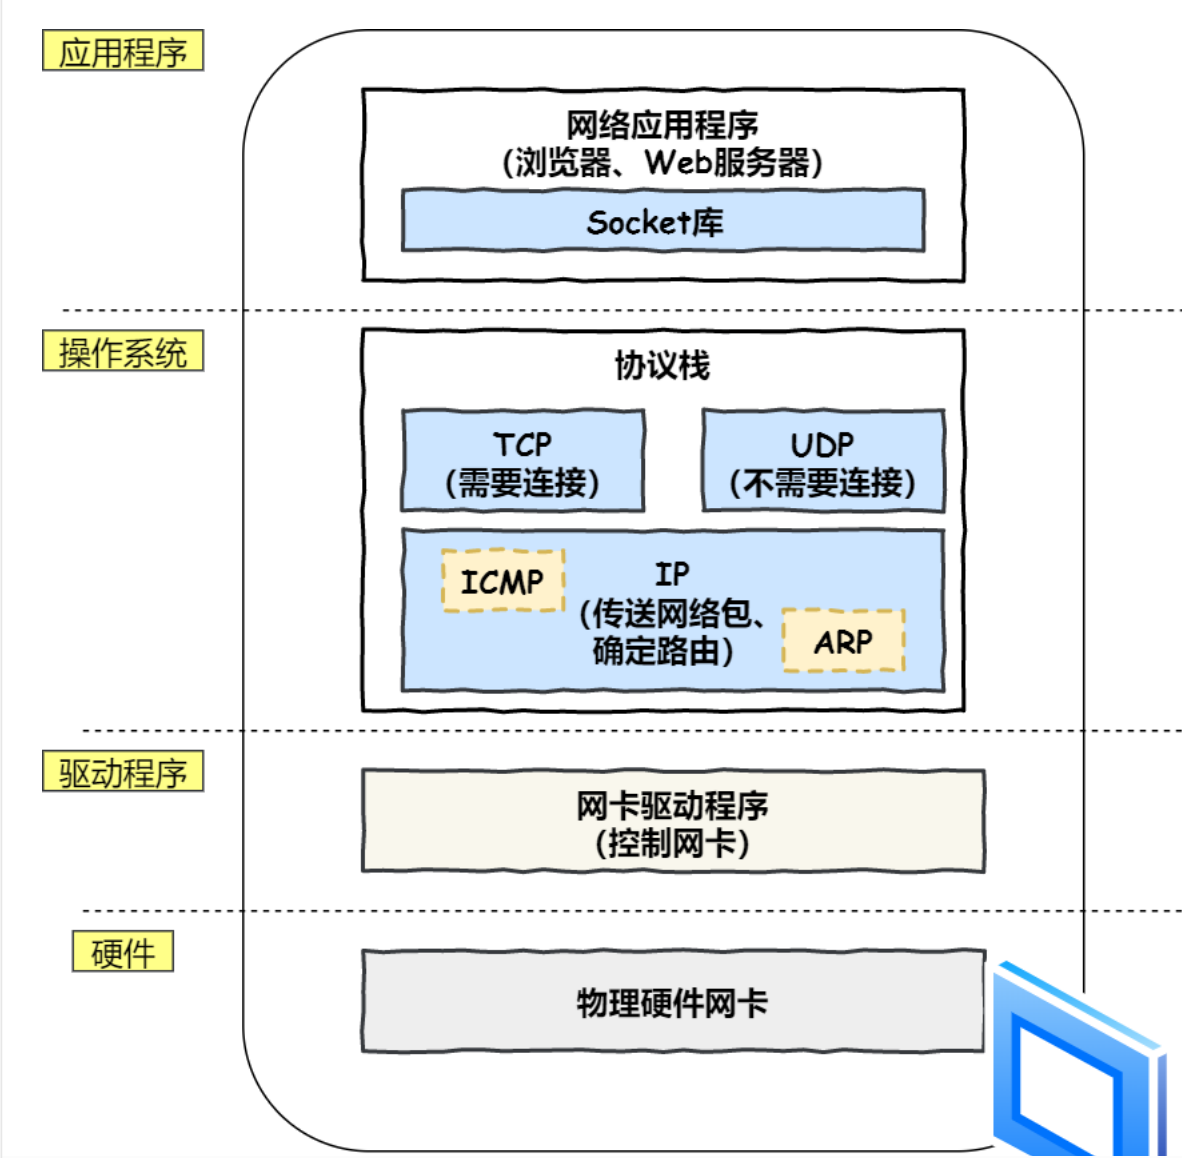 应用程序
网络应用程序
(浏览器、Web服务器)
Socket库
操作系统
协议栈
TCP
(需要连接)
UDP
(不需要连接)
ICMP
IP
(传送网络包、
确定路由)
ARP
驱动程序
网卡驱动程序
(控制网卡)
硬件
物理硬件网卡